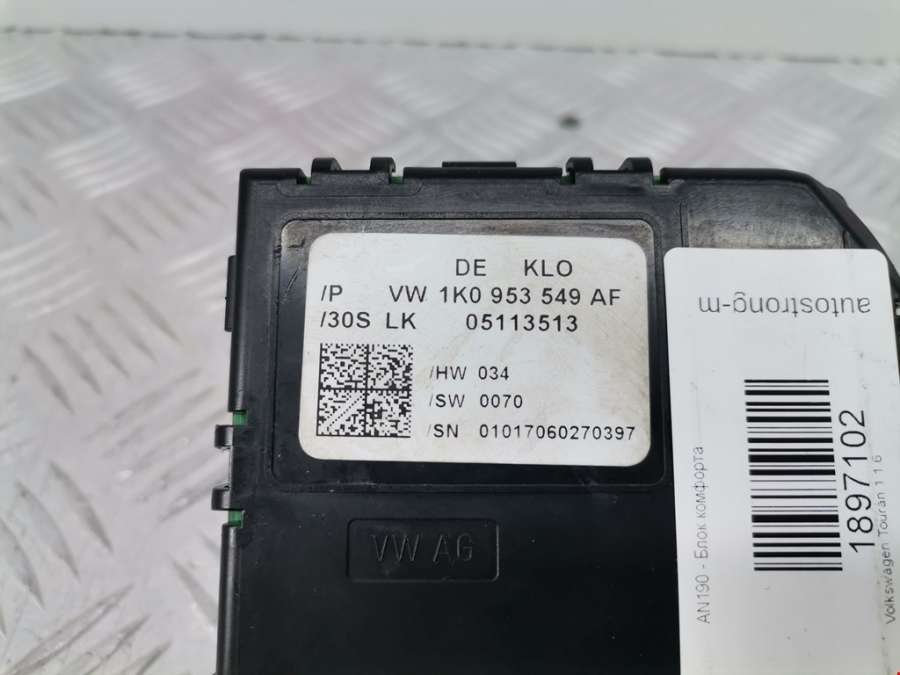 DE KLO
/P VW 1K0 953 549 AF
/30S LK 05113513
/HW 034
/SW 0070
/SN 01017060270397
VW AG
autostrong-m
1897102
AN190 - Блок комфорта
Volkswagen Touran 1 1.6